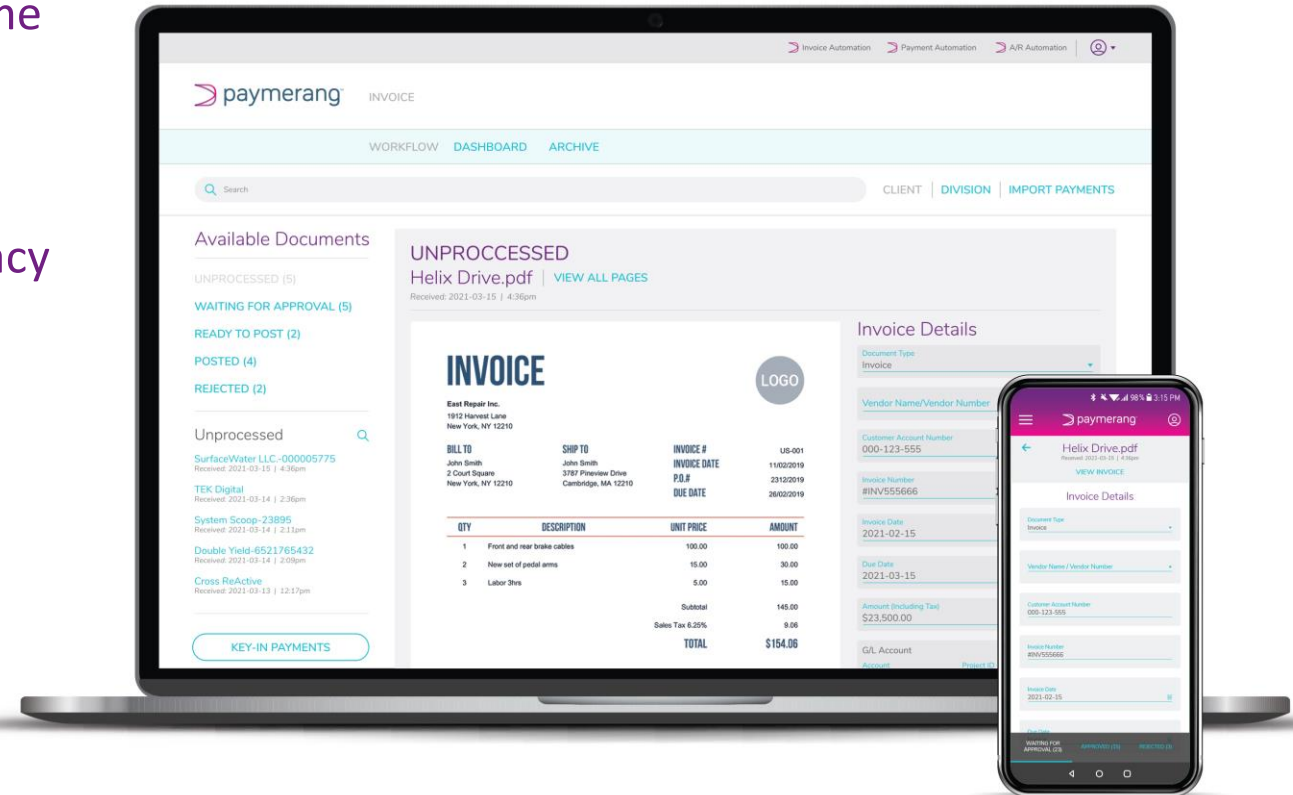 ne
ncy
Invoice Automation Payment Automation A/R Automation
paymerang INVOICE
WORKFLOW DASHBOARD ARCHIVE
Search
CLIENT DIVISION IMPORT PAYMENTS
Available Documents
UNPROCESSED (5)
WAITING FOR APPROVAL (5)
READY TO POST (2)
POSTED (4)
REJECTED (2)
Unprocessed
SurfaceWater LLC.-000005775
Received: 2021-03-15 | 4:36pm
TEK Digital
Received: 2021-03-14 | 2:36pm
System Scoop-23895
Received: 2021-03-14 | 2:11pm
Double Yield-6521765432
Received: 2021-03-14 | 2:09pm
Cross ReActive
Received: 2021-03-13 | 12:17pm
KEY-IN PAYMENTS
UNPROCCESSED
Helix Drive.pdf | VIEW ALL PAGES
Received: 2021-03-15 | 4:36pm
INVOICE
LOGO
East Repair Inc.
1912 Harvest Lane
New York, NY 12210
BILL TO SHIP TO INVOICE # US-001
John Smith John Smith INVOICE DATE 11/02/2019
2 Court Square 3787 Pineview Drive P.O.# 2312/2019
New York, NY 12210 Cambridge, MA 12210 DUE DATE 26/02/2019
QTY DESCRIPTION UNIT PRICE AMOUNT
1 Front and rear brake cables 100.00 100.00
2 New set of pedal arms 15.00 30.00
3 Labor 3hrs 5.00 15.00
Subtotal 145.00
Sales Tax 6.25% 9.06
TOTAL $154.06
Invoice Details
Document Type
Invoice
Vendor Name/Vendor Number
Customer Account Number
000-123-555
Invoice Number
#INV555666
Invoice Date
2021-02-15
Due Date
2021-03-15
Amount (Including Tax)
$23,500.00
G/L Account
Account Project ID
98% 3:15 PM
paymerang
Helix Drive.pdf
Received: 2021-03-15 | 4:36pm
VIEW INVOICE
Invoice Details
Document Type
Invoice
Vendor Name / Vendor Number
Customer Account Number
000-123-555
Invoice Number
#INV555666
Invoice Date
2021-02-15
Due Date
WAITING FOR
APPROVAL (23)